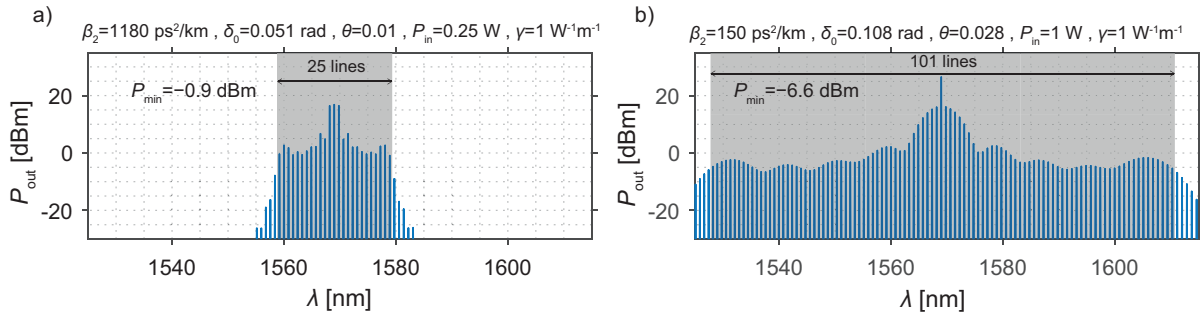 a)
β2=1180 ps²/km , δ0=0.051 rad , θ=0.01 , Pin=0.25 W , γ=1 W⁻¹m⁻¹
25 lines
Pmin=−0.9 dBm
20
0
-20
Pout [dBm]
1540 1560 1580 1600
λ [nm]
b)
β2=150 ps²/km , δ0=0.108 rad , θ=0.028 , Pin=1 W , γ=1 W⁻¹m⁻¹
101 lines
Pmin=−6.6 dBm
20
0
-20
Pout [dBm]
1540 1560 1580 1600
λ [nm]